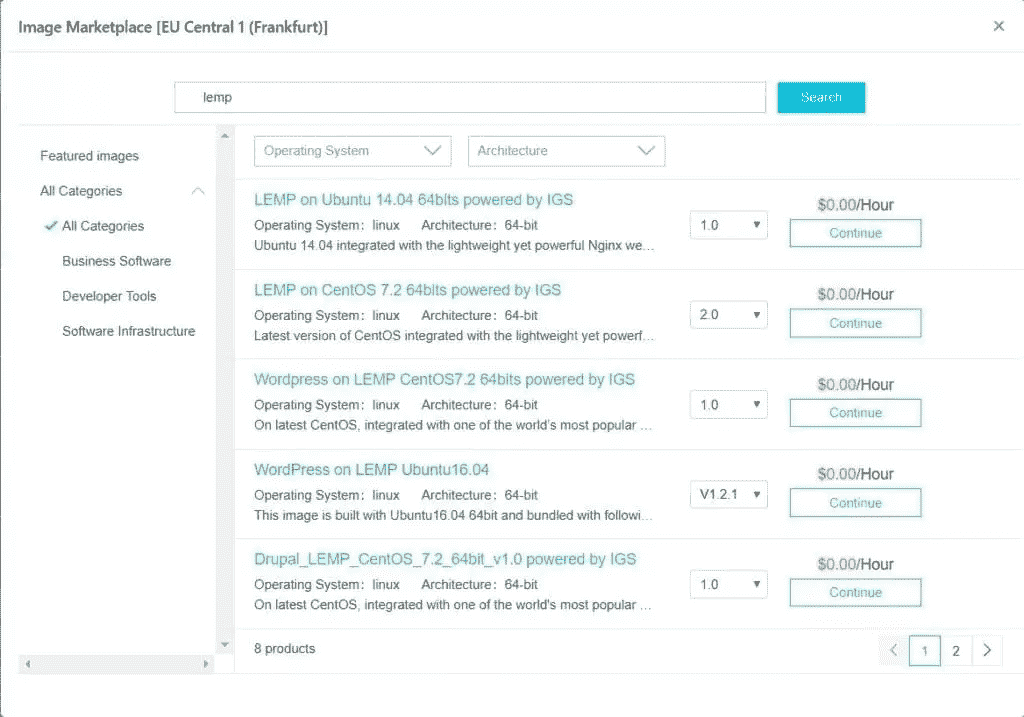 Image Marketplace [EU Central 1 (Frankfurt)]
lemp
Search
Featured images
All Categories
All Categories
Business Software
Developer Tools
Software Infrastructure
Operating System
Architecture
LEMP on Ubuntu 14.04 64bits powered by IGS
Operating System: linux Architecture: 64-bit
Ubuntu 14.04 integrated with the lightweight yet powerful Nginx we...
1.0
$0.00/Hour
Continue
LEMP on CentOS 7.2 64bits powered by IGS
Operating System: linux Architecture: 64-bit
Latest version of CentOS integrated with the lightweight yet powerf...
2.0
$0.00/Hour
Continue
Wordpress on LEMP CentOS7.2 64bits powered by IGS
Operating System: linux Architecture: 64-bit
On latest CentOS, integrated with one of the world's most popular ...
1.0
$0.00/Hour
Continue
WordPress on LEMP Ubuntu16.04
Operating System: linux Architecture: 64-bit
This image is built with Ubuntu16.04 64bit and bundled with followi...
V1.2.1
$0.00/Hour
Continue
Drupal_LEMP_CentOS_7.2_64bit_v1.0 powered by IGS
Operating System: linux Architecture: 64-bit
On latest CentOS, integrated with one of the world's most popular ...
1.0
$0.00/Hour
Continue
8 products
1 2